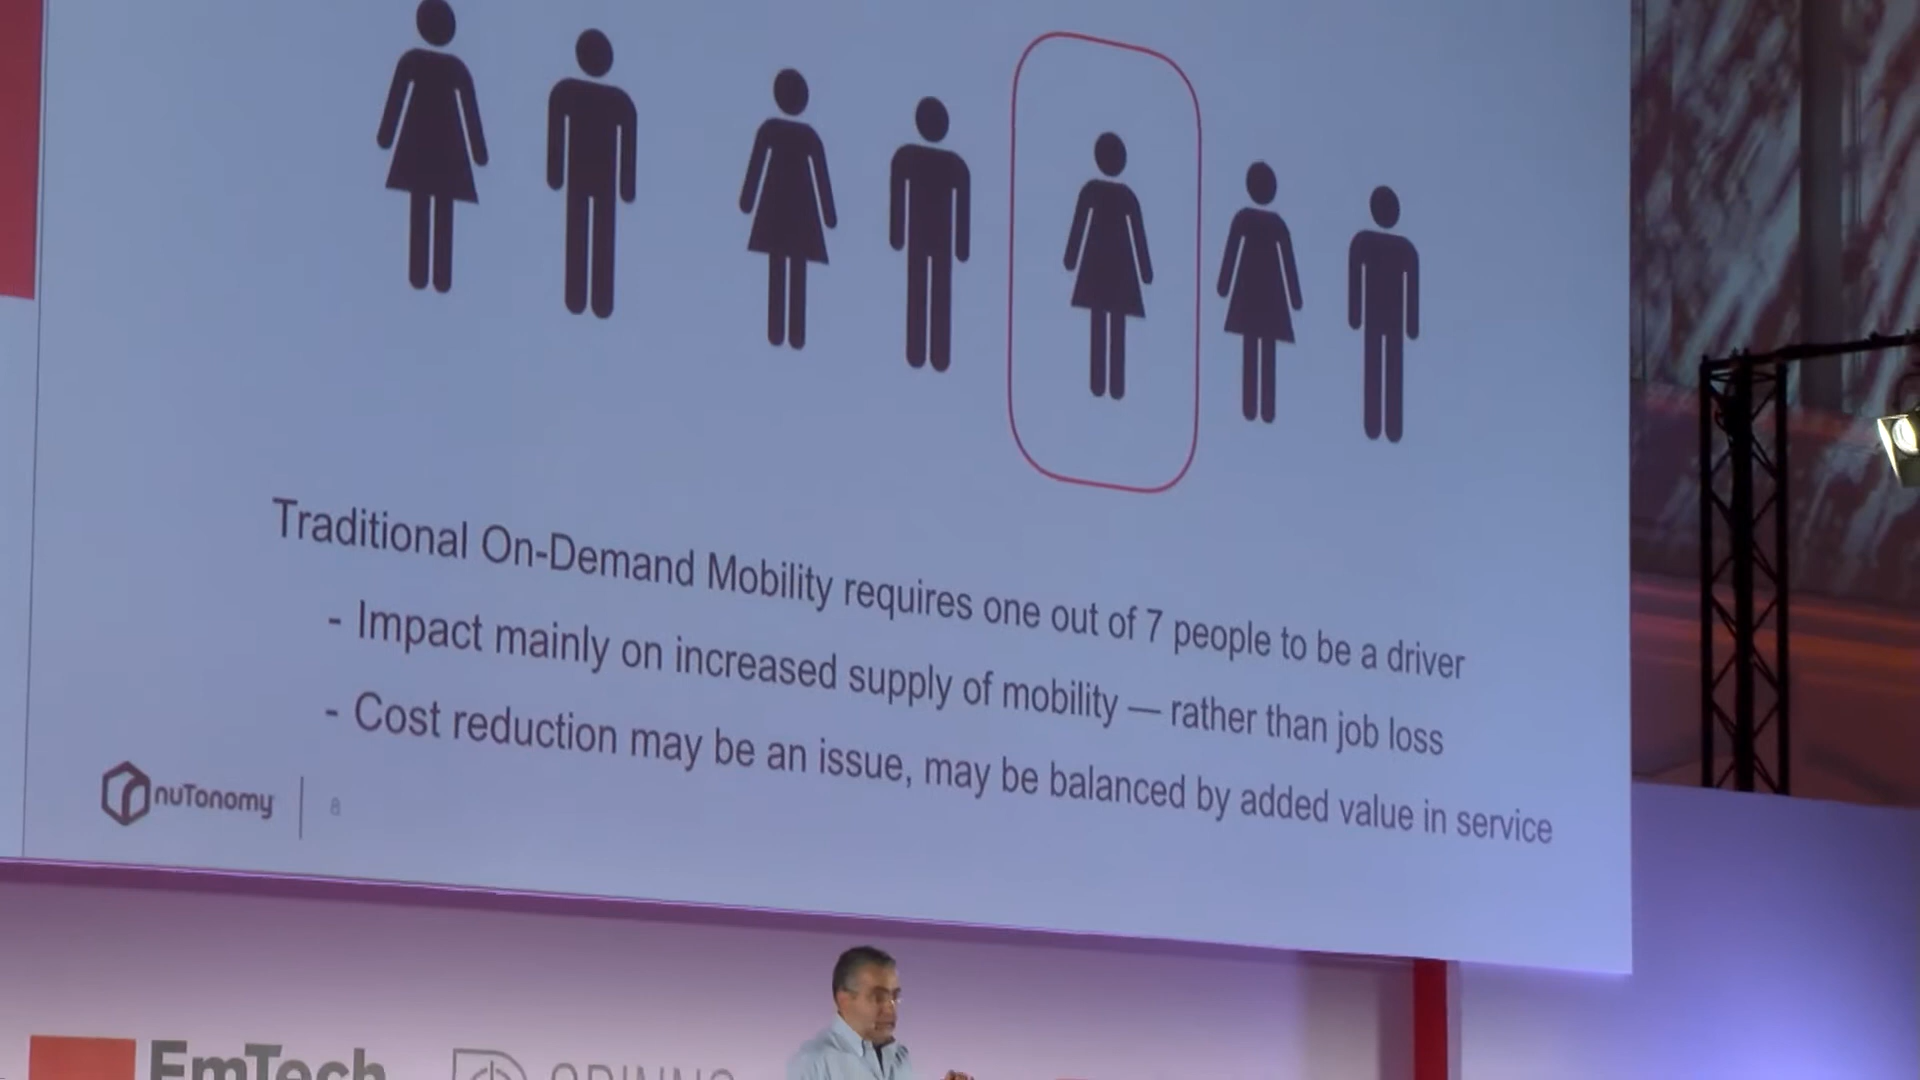 Traditional On-Demand Mobility requires one out of 7 people to be a driver
- Impact mainly on increased supply of mobility — rather than job loss
- Cost reduction may be an issue, may be balanced by added value in service
nuTonomy
8
EmTech